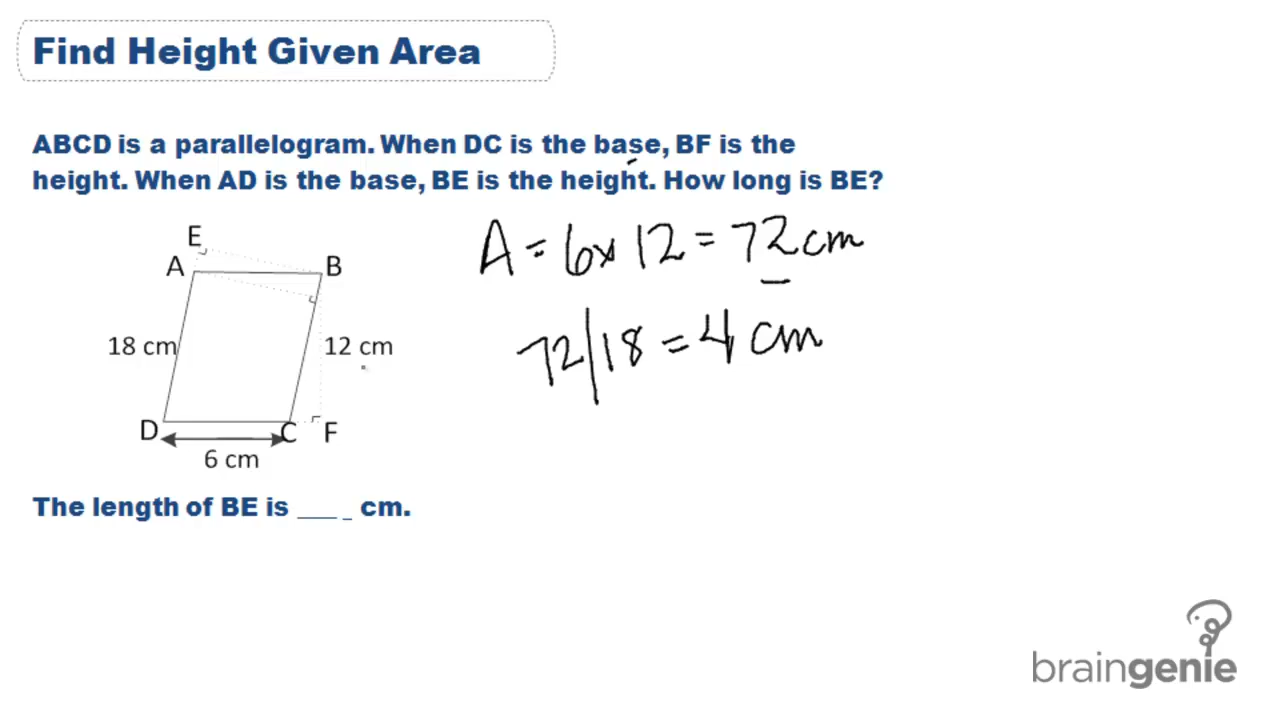 Find Height Given Area
ABCD is a parallelogram. When DC is the base, BF is the
height. When AD is the base, BE is the height. How long is BE?
E
A
B
18 cm
12 cm
D
C
F
6 cm
A = 6 x 12 = 72 cm
72/18 = 4 cm
The length of BE is ___ _ cm.
braingenie